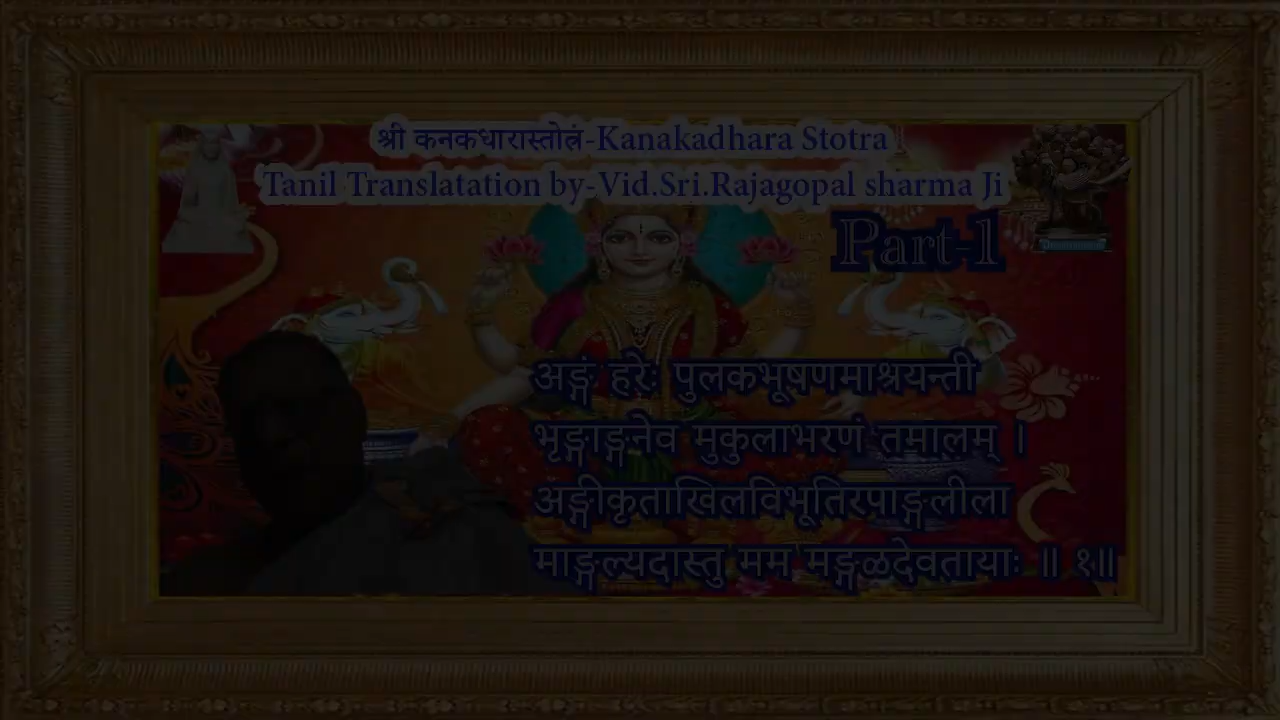 श्री कनकधारास्तोत्रं-Kanakadhara Stotra
Tanil Translatation by-Vid.Sri.Rajagopal sharma Ji
Part-1
अङ्गं हरेः पुलकभूषणमाश्रयन्ती
भृङ्गाङ्गनेव मुकुलाभरणं तमालम् ।
अङ्गीकृताखिलविभूतिरपाङ्गलीला
माङ्गल्यदास्तु मम मङ्गळदेवतायाः ॥ १॥